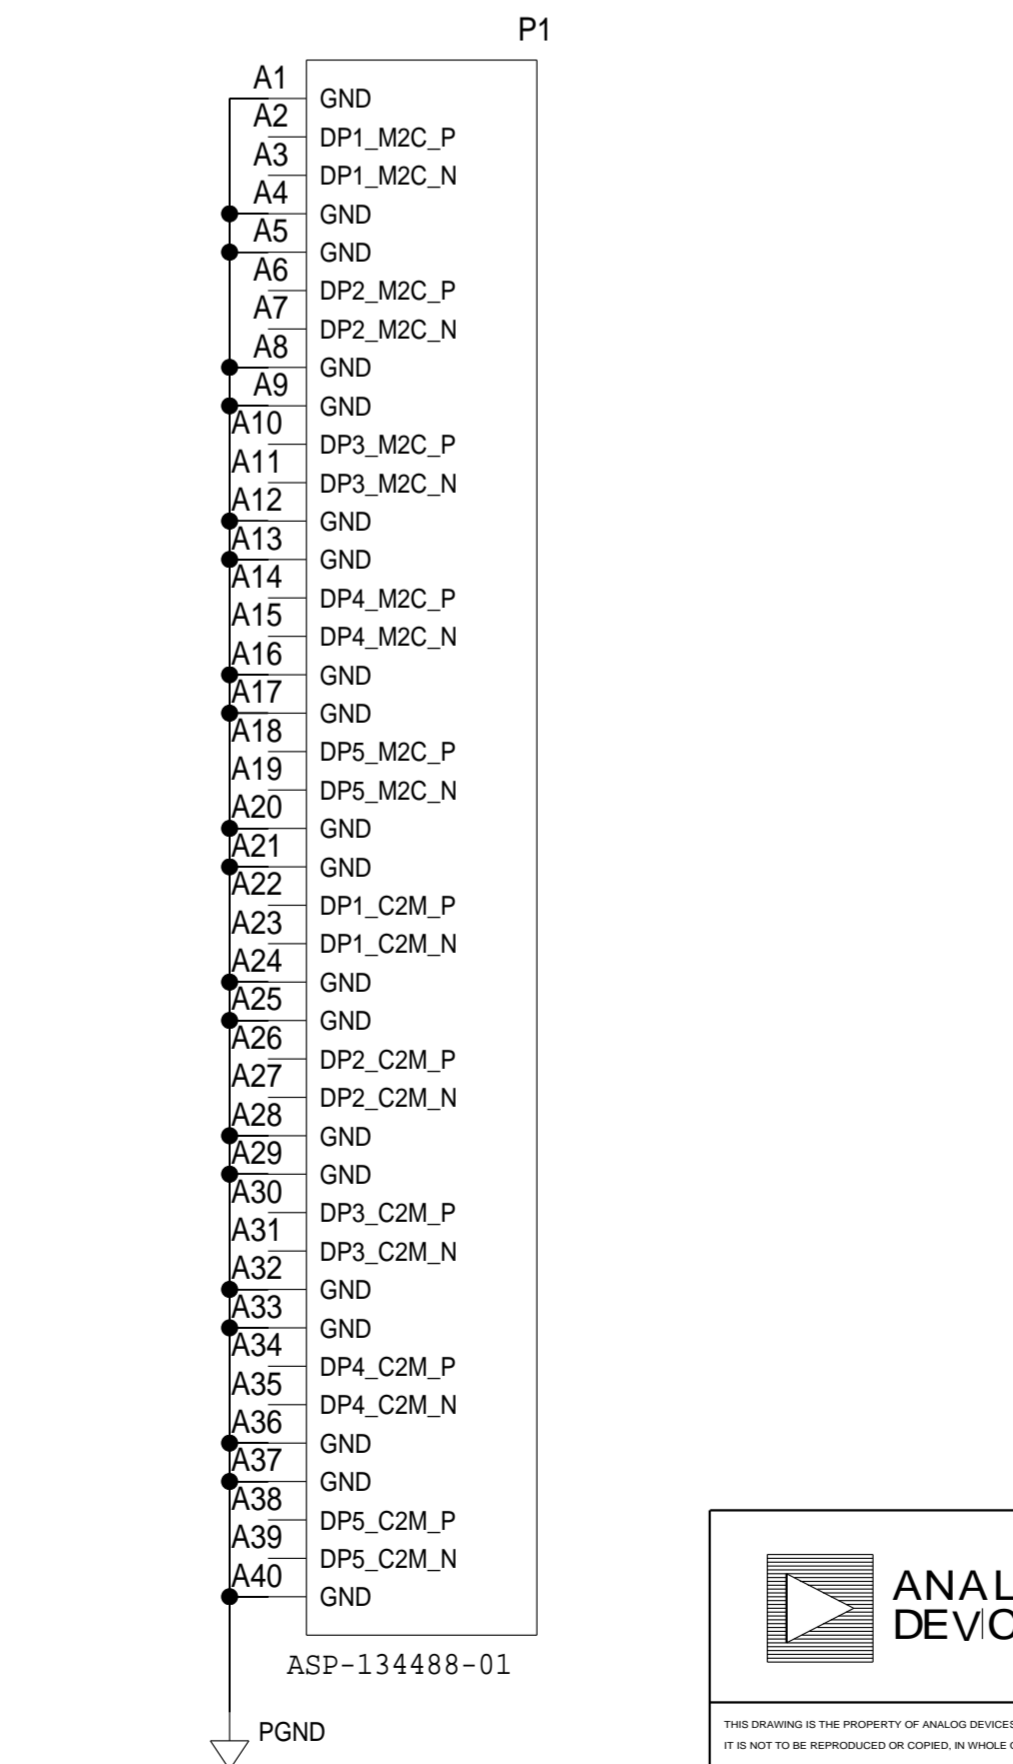 P1
A1 GND
A2 DP1_M2C_P
A3 DP1_M2C_N
A4 GND
A5 GND
A6 DP2_M2C_P
A7 DP2_M2C_N
A8 GND
A9 GND
A10 DP3_M2C_P
A11 DP3_M2C_N
A12 GND
A13 GND
A14 DP4_M2C_P
A15 DP4_M2C_N
A16 GND
A17 GND
A18 DP5_M2C_P
A19 DP5_M2C_N
A20 GND
A21 GND
A22 DP1_C2M_P
A23 DP1_C2M_N
A24 GND
A25 GND
A26 DP2_C2M_P
A27 DP2_C2M_N
A28 GND
A29 GND
A30 DP3_C2M_P
A31 DP3_C2M_N
A32 GND
A33 GND
A34 DP4_C2M_P
A35 DP4_C2M_N
A36 GND
A37 GND
A38 DP5_C2M_P
A39 DP5_C2M_N
A40 GND
ASP-134488-01
PGND
ANAL
DEVIC
THIS DRAWING IS THE PROPERTY OF ANALOG DEVICES
IT IS NOT TO BE REPRODUCED OR COPIED, IN WHOLE